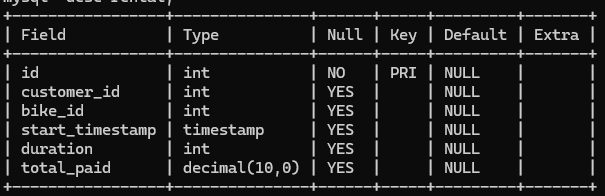 mysql> desc rental;
+-----------------+---------------+------+-----+---------+-------+
| Field           | Type          | Null | Key | Default | Extra |
+-----------------+---------------+------+-----+---------+-------+
| id              | int           | NO   | PRI | NULL    |       |
| customer_id     | int           | YES  |     | NULL    |       |
| bike_id         | int           | YES  |     | NULL    |       |
| start_timestamp | timestamp     | YES  |     | NULL    |       |
| duration        | int           | YES  |     | NULL    |       |
| total_paid      | decimal(10,0) | YES  |     | NULL    |       |
+-----------------+---------------+------+-----+---------+-------+